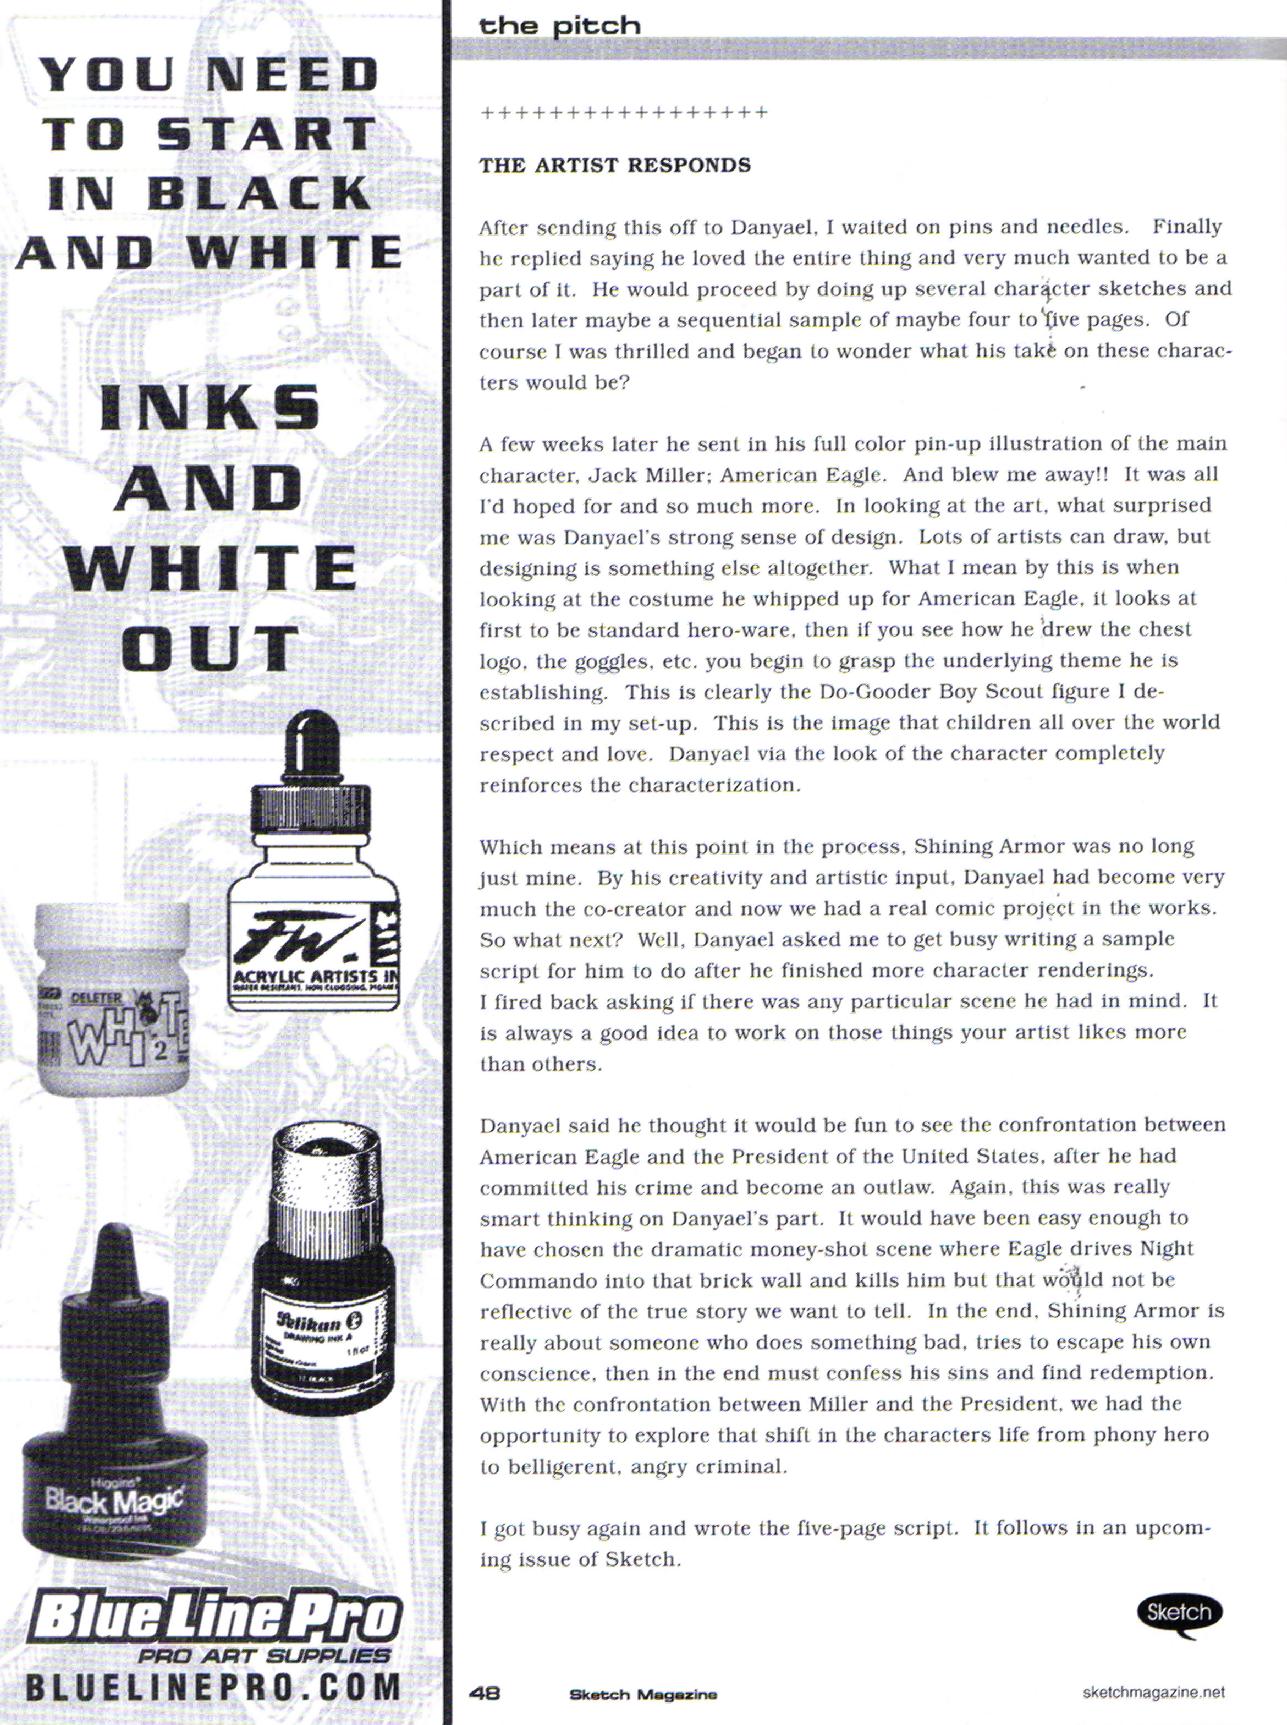 YOU NEED
TO START
IN BLACK
AND WHITE
INKS
AND
WHITE
OUT
FW.
INK
ACRYLIC ARTISTS IN
WATER RESISTANT, NON CLOGGING, PIGME
DELETER
WHITE
2
Pelikan
DRAWING INK A
1 fl oz
17 BLACK
Higgins®
Black Magic
Waterproof Ink
BlueLinePro
PRO ART SUPPLIES
BLUELINEPRO.COM
the pitch
+++++++++++++++++
THE ARTIST RESPONDS
After sending this off to Danyael, I waited on pins and needles. Finally
he replied saying he loved the entire thing and very much wanted to be a
part of it. He would proceed by doing up several character sketches and
then later maybe a sequential sample of maybe four to five pages. Of
course I was thrilled and began to wonder what his take on these charac-
ters would be?
A few weeks later he sent in his full color pin-up illustration of the main
character, Jack Miller; American Eagle. And blew me away!! It was all
I'd hoped for and so much more. In looking at the art, what surprised
me was Danyael's strong sense of design. Lots of artists can draw, but
designing is something else altogether. What I mean by this is when
looking at the costume he whipped up for American Eagle, it looks at
first to be standard hero-ware, then if you see how he drew the chest
logo, the goggles, etc. you begin to grasp the underlying theme he is
establishing. This is clearly the Do-Gooder Boy Scout figure I de-
scribed in my set-up. This is the image that children all over the world
respect and love. Danyael via the look of the character completely
reinforces the characterization.
Which means at this point in the process, Shining Armor was no long
just mine. By his creativity and artistic input, Danyael had become very
much the co-creator and now we had a real comic project in the works.
So what next? Well, Danyael asked me to get busy writing a sample
script for him to do after he finished more character renderings.
I fired back asking if there was any particular scene he had in mind. It
is always a good idea to work on those things your artist likes more
than others.
Danyael said he thought it would be fun to see the confrontation between
American Eagle and the President of the United States, after he had
committed his crime and become an outlaw. Again, this was really
smart thinking on Danyael's part. It would have been easy enough to
have chosen the dramatic money-shot scene where Eagle drives Night
Commando into that brick wall and kills him but that would not be
reflective of the true story we want to tell. In the end, Shining Armor is
really about someone who does something bad, tries to escape his own
conscience, then in the end must confess his sins and find redemption.
With the confrontation between Miller and the President, we had the
opportunity to explore that shift in the characters life from phony hero
to belligerent, angry criminal.
I got busy again and wrote the five-page script. It follows in an upcom-
ing issue of Sketch.
Sketch
48 Sketch Magazine sketchmagazine.net